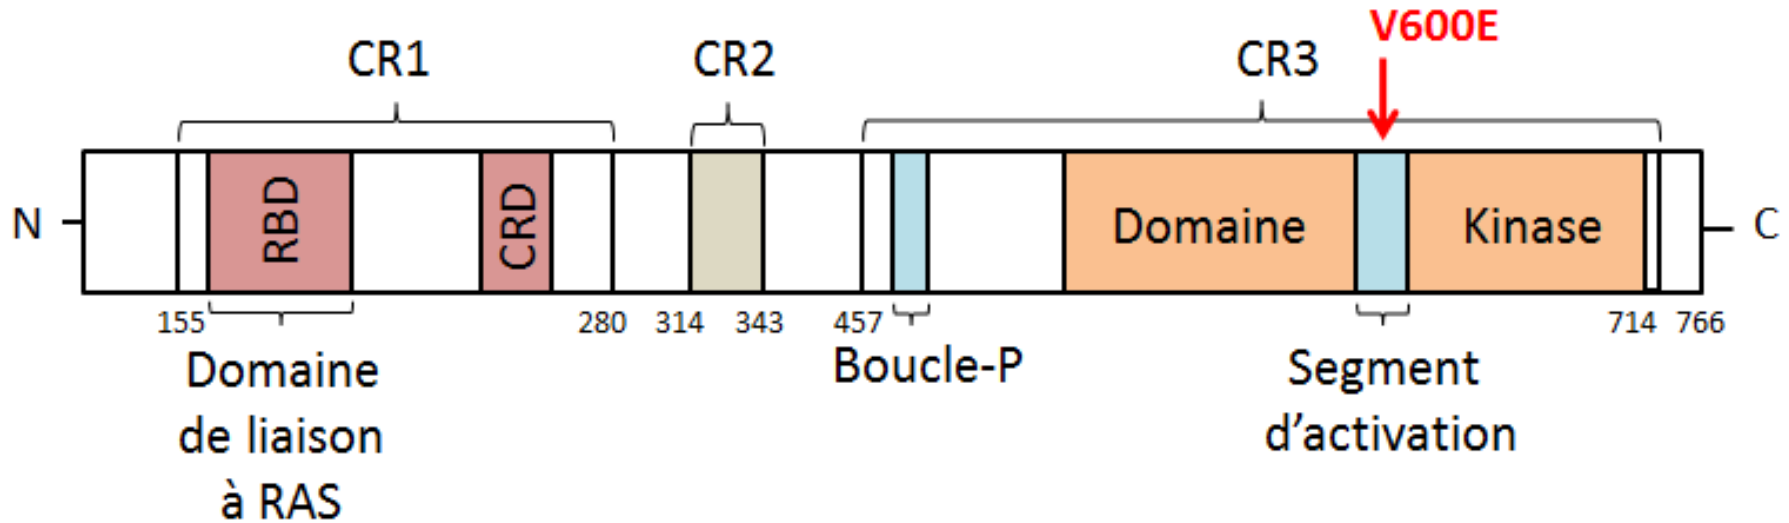 V600E
CR1
CR2
CR3
N
RBD
CRD
Domaine
Kinase
C
155
280
314
343
457
714
766
Domaine
de liaison
à RAS
Boucle-P
Segment
d’activation